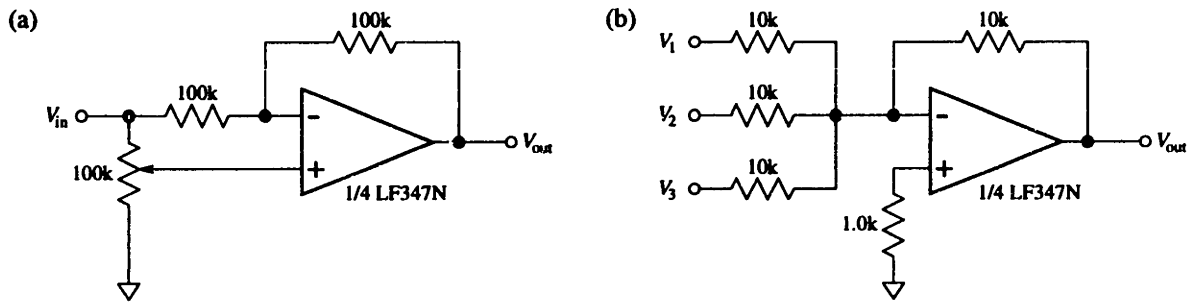 (a)
100k
100k
V_in
100k
-
+
V_out
1/4 LF347N
(b)
10k
10k
V_1
10k
V_2
10k
V_3
-
+
V_out
1/4 LF347N
1.0k